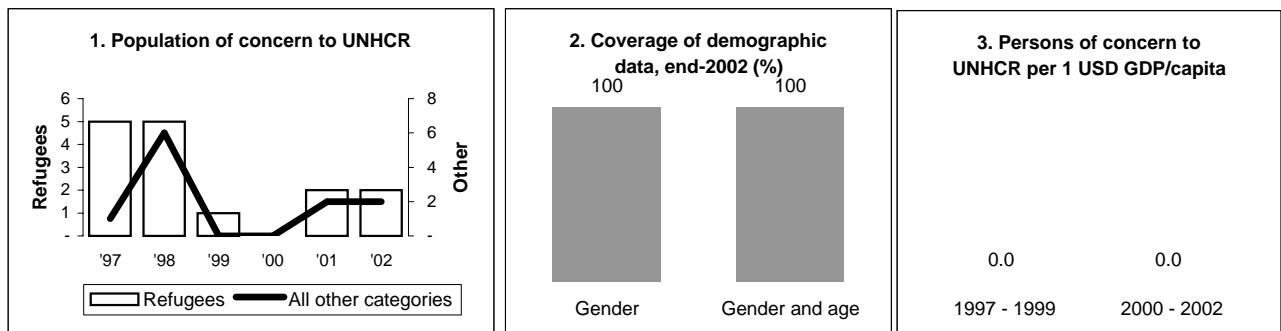 1. Population of concern to UNHCR
6
5
4
3
2
1
-
Refugees
8
6
4
2
-
Other
'97 '98 '99 '00 '01 '02
Refugees All other categories
2. Coverage of demographic
data, end-2002 (%)
100 100
Gender Gender and age
3. Persons of concern to
UNHCR per 1 USD GDP/capita
0.0 0.0
1997 - 1999 2000 - 2002